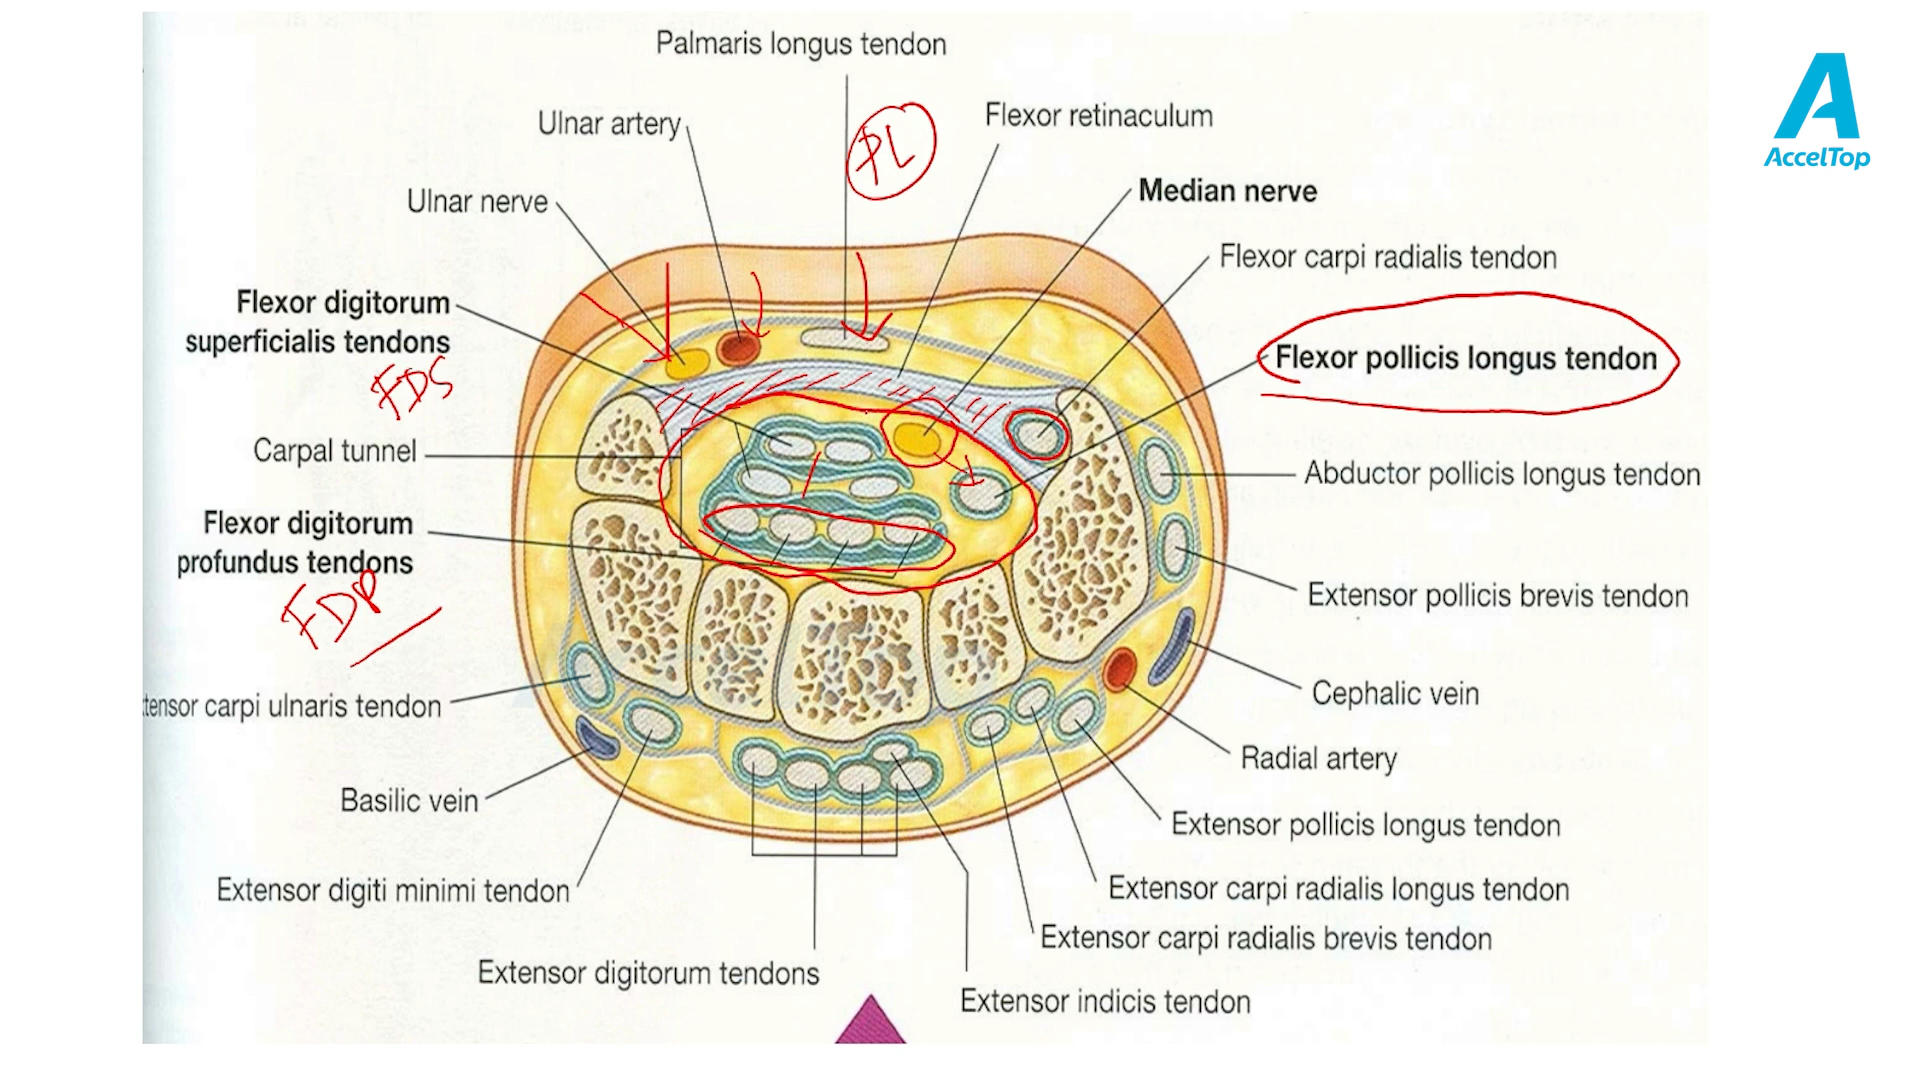 Palmaris longus tendon
PL
Ulnar artery
Flexor retinaculum
Median nerve
Ulnar nerve
Flexor carpi radialis tendon
Flexor digitorum
superficialis tendons
FDS
Flexor pollicis longus tendon
Carpal tunnel
Abductor pollicis longus tendon
Flexor digitorum
profundus tendons
FDP
Extensor pollicis brevis tendon
tensor carpi ulnaris tendon
Cephalic vein
Radial artery
Basilic vein
Extensor pollicis longus tendon
Extensor digiti minimi tendon
Extensor carpi radialis longus tendon
Extensor carpi radialis brevis tendon
Extensor digitorum tendons
Extensor indicis tendon
AccelTop